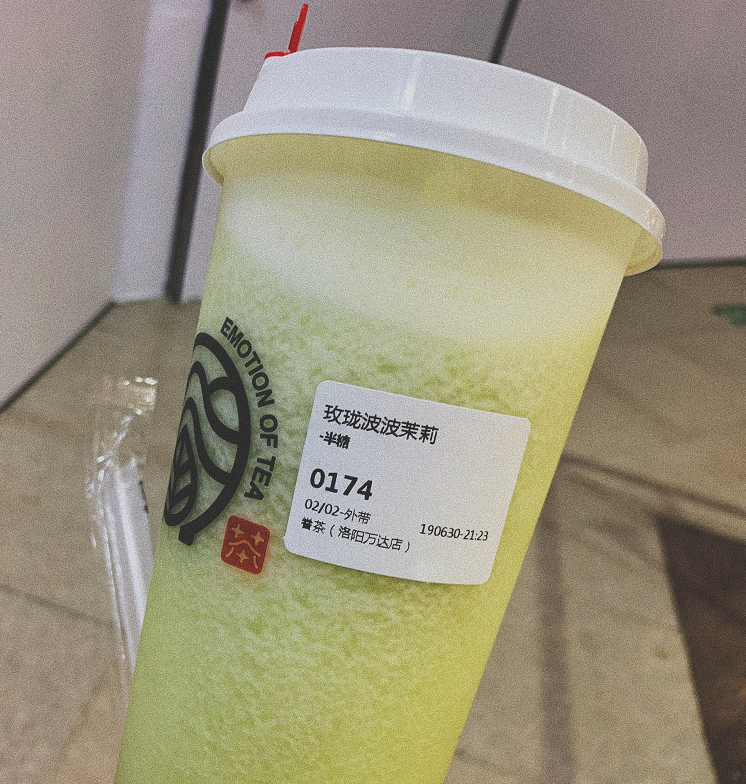 EMOTION OF TEA
茶
玫珑波波茉莉
-半糖
0174
02/02-外带
190630-21:23
誉茶（洛阳万达店）